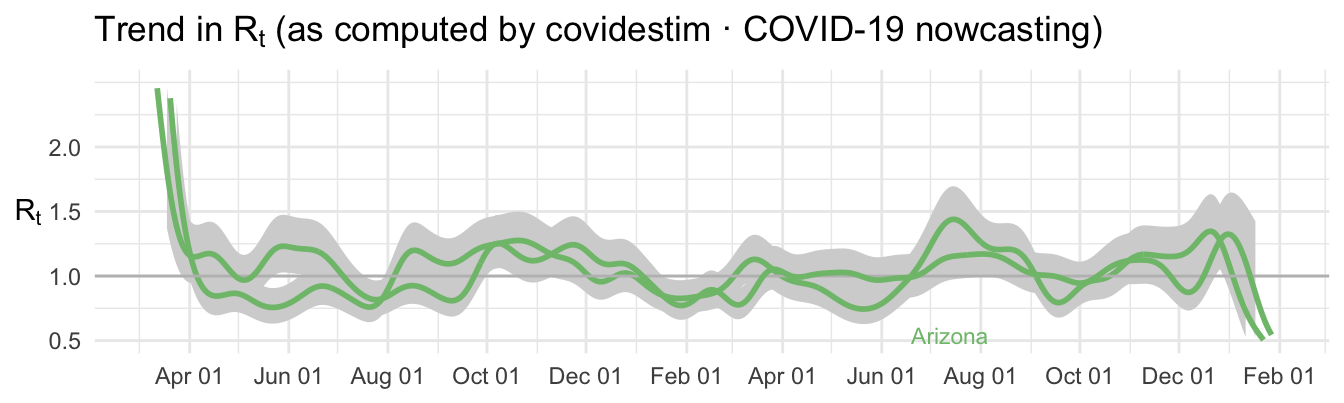 Trend in Rt (as computed by covidestim · COVID-19 nowcasting)
2.0
Rt
1.5
1.0
0.5
Arizona
Apr 01 Jun 01 Aug 01 Oct 01 Dec 01 Feb 01 Apr 01 Jun 01 Aug 01 Oct 01 Dec 01 Feb 01